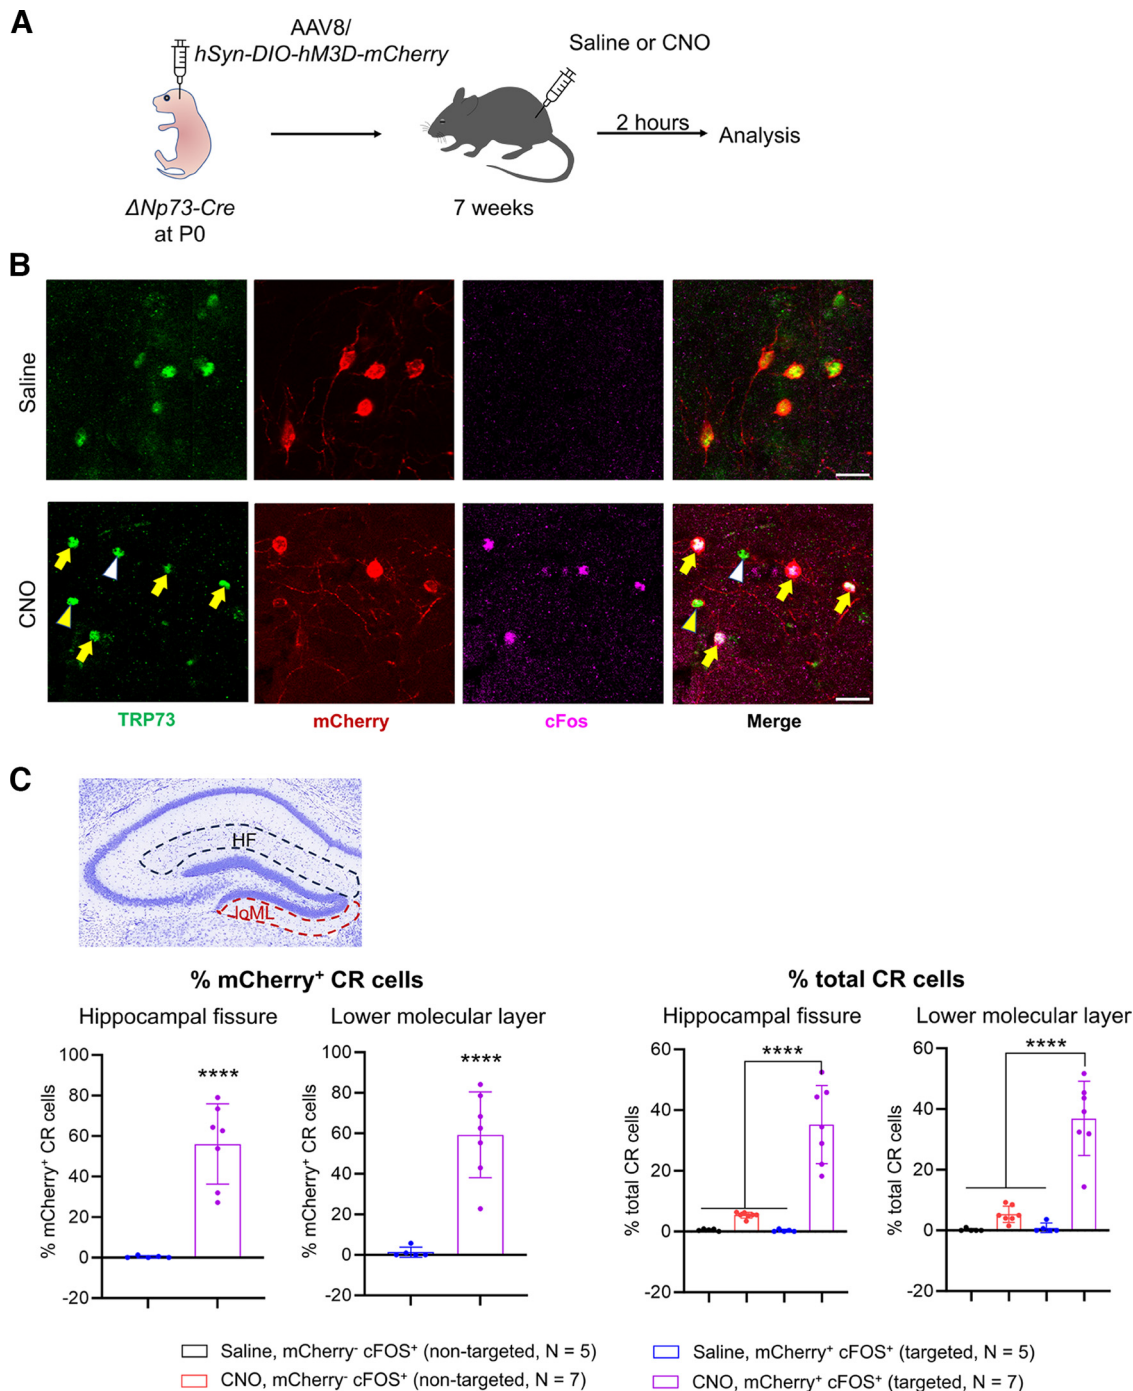 A
AAV8/
hSyn-DIO-hM3D-mCherry
Saline or CNO
2 hours
Analysis
ΔNp73-Cre
at P0
7 weeks
B
Saline
CNO
TRP73
mCherry
cFos
Merge
C
HF
loML
% mCherry⁺ CR cells
% total CR cells
Hippocampal fissure
Lower molecular layer
Hippocampal fissure
Lower molecular layer
% mCherry⁺ CR cells
100
80
60
40
20
0
-20
****
% mCherry⁺ CR cells
100
80
60
40
20
0
-20
****
% total CR cells
60
40
20
0
-20
****
% total CR cells
60
40
20
0
-20
****
Saline, mCherry⁻ cFOS⁺ (non-targeted, N = 5)
Saline, mCherry⁺ cFOS⁺ (targeted, N = 5)
CNO, mCherry⁻ cFOS⁺ (non-targeted, N = 7)
CNO, mCherry⁺ cFOS⁺ (targeted, N = 7)